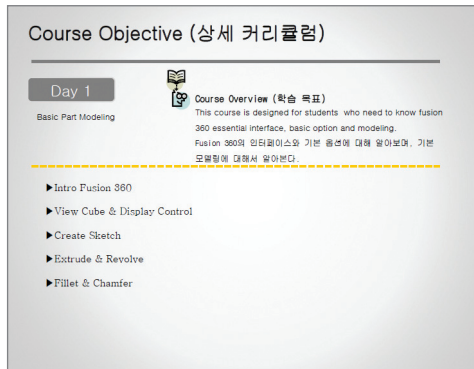 Course Objective (상세 커리큘럼)
Day 1
Basic Part Modeling
Course Overview (학습 목표)
This course is designed for students who need to know fusion
360 essential interface, basic option and modeling.
Fusion 360의 인터페이스와 기본 옵션에 대해 알아보며, 기본
모델링에 대해서 알아본다.
▶Intro Fusion 360
▶View Cube & Display Control
▶Create Sketch
▶Extrude & Revolve
▶Fillet & Chamfer